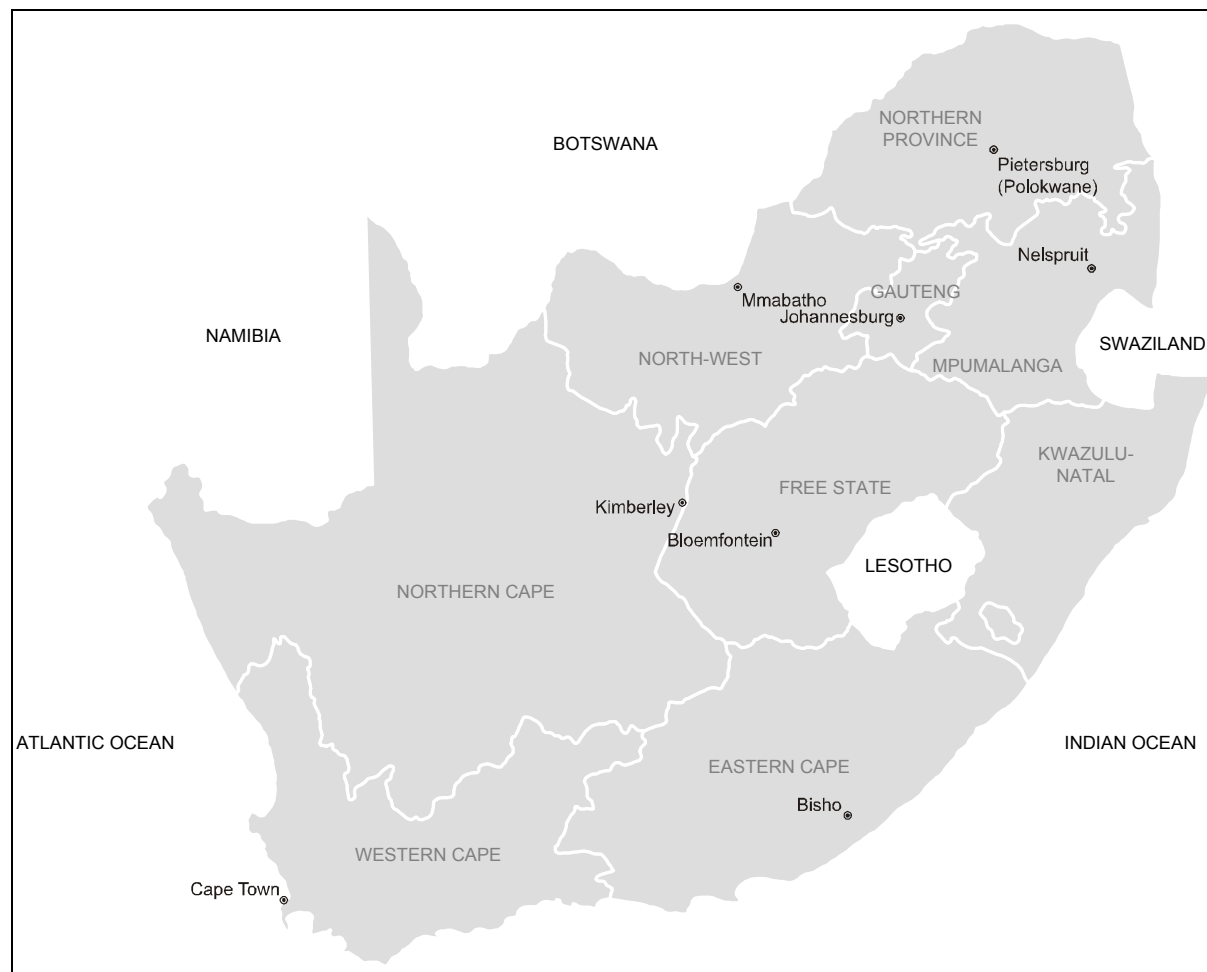 NORTHERN
PROVINCE
BOTSWANA
Pietersburg
(Polokwane)
Nelspruit
GAUTENG
Mmabatho
Johannesburg
NAMIBIA
SWAZILAND
NORTH-WEST
MPUMALANGA
KWAZULU-
NATAL
FREE STATE
Kimberley
Bloemfontein
LESOTHO
NORTHERN CAPE
ATLANTIC OCEAN
INDIAN OCEAN
EASTERN CAPE
Bisho
WESTERN CAPE
Cape Town